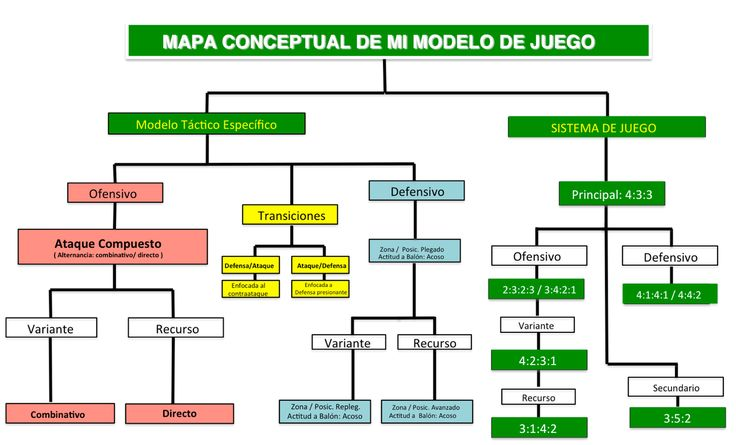 MAPA CONCEPTUAL DE MI MODELO DE JUEGO
Modelo Táctico Específico
SISTEMA DE JUEGO
Ofensivo
Transiciones
Defensivo
Principal: 4:3:3
Ataque Compuesto
( Alternancia: combinativo/ directo )
Defensa/Ataque
Ataque/Defensa
Enfocada al
contraataque
Enfocada a
Defensa presionante
Zona / Posic. Plegado
Actitud a Balón: Acoso
Ofensivo
Defensivo
2:3:2:3 / 3:4:2:1
4:1:4:1 / 4:4:2
Variante
Recurso
Variante
Recurso
Variante
4:2:3:1
Combinativo
Directo
Zona / Posic. Repleg.
Actitud a Balón: Acoso
Zona / Posic. Avanzado
Actitud a Balón: Acoso
Recurso
3:1:4:2
Secundario
3:5:2